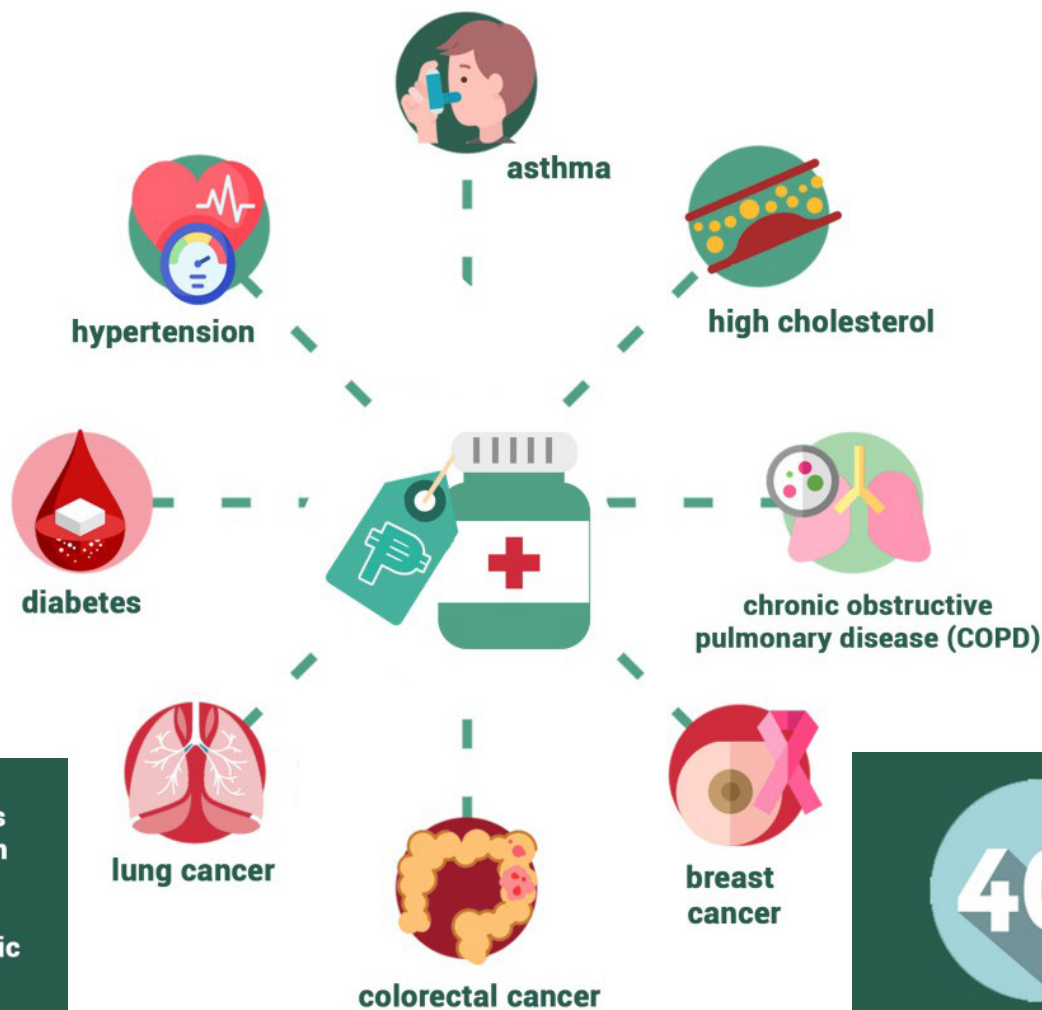 asthma
hypertension
high cholesterol
diabetes
chronic obstructive
pulmonary disease (COPD)
lung cancer
breast
cancer
colorectal cancer